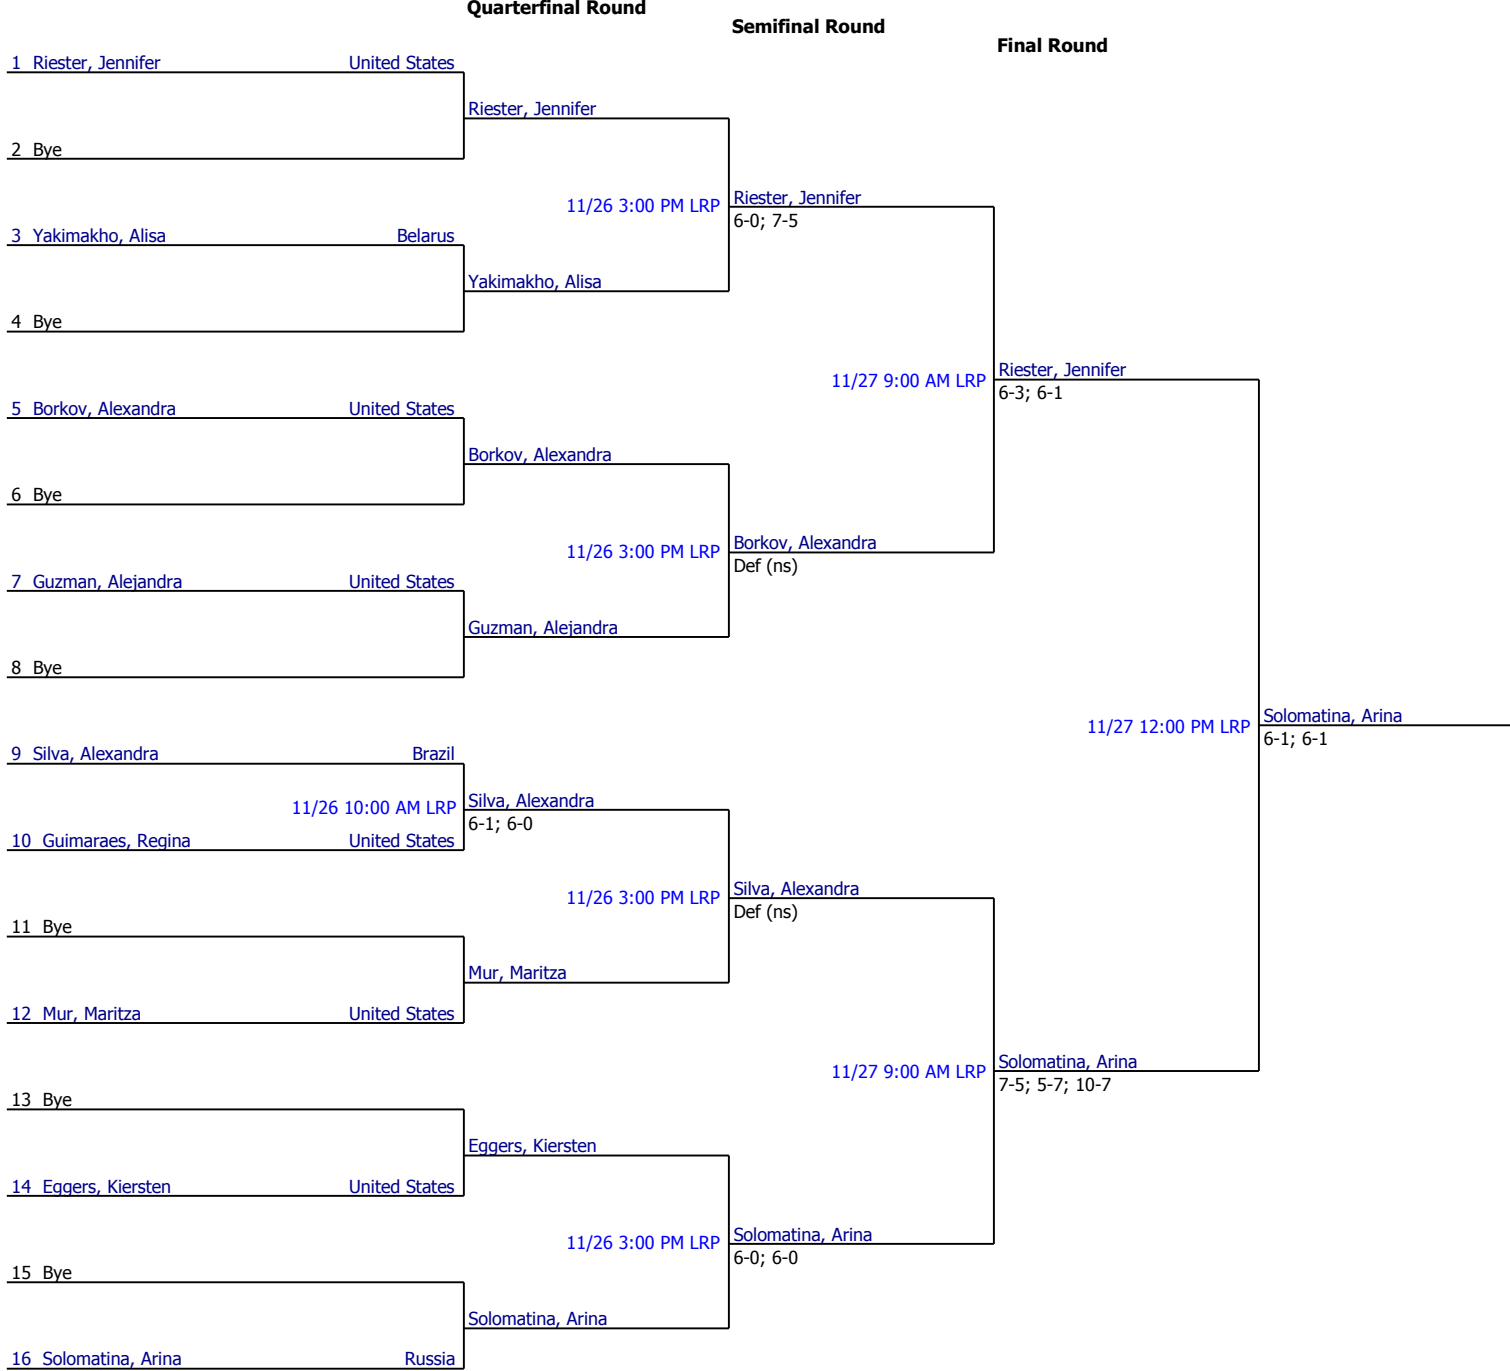 Quarterfinal Round
Semifinal Round
Final Round
1 Riester, Jennifer United States
Riester, Jennifer
2 Bye
11/26 3:00 PM LRP Riester, Jennifer
6-0; 7-5
3 Yakimakho, Alisa Belarus
Yakimakho, Alisa
4 Bye
11/27 9:00 AM LRP Riester, Jennifer
6-3; 6-1
5 Borkov, Alexandra United States
Borkov, Alexandra
6 Bye
11/26 3:00 PM LRP Borkov, Alexandra
Def (ns)
7 Guzman, Alejandra United States
Guzman, Alejandra
8 Bye
11/27 12:00 PM LRP Solomatina, Arina
6-1; 6-1
9 Silva, Alexandra Brazil
11/26 10:00 AM LRP Silva, Alexandra
6-1; 6-0
10 Guimaraes, Regina United States
11/26 3:00 PM LRP Silva, Alexandra
Def (ns)
11 Bye
Mur, Maritza
12 Mur, Maritza United States
11/27 9:00 AM LRP Solomatina, Arina
7-5; 5-7; 10-7
13 Bye
Eggers, Kiersten
14 Eggers, Kiersten United States
11/26 3:00 PM LRP Solomatina, Arina
6-0; 6-0
15 Bye
Solomatina, Arina
16 Solomatina, Arina Russia